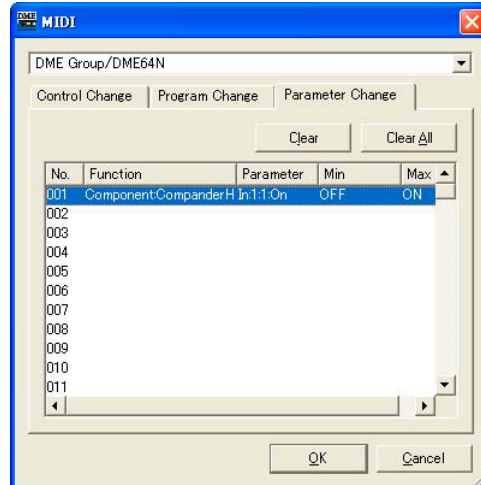 MIDI
DME Group/DME64N
Control Change Program Change Parameter Change
Clear Clear All
No. Function Parameter Min Max
001 Component:CompanderH In:1:1:On OFF ON
002
003
004
005
006
007
008
009
010
011
OK Cancel